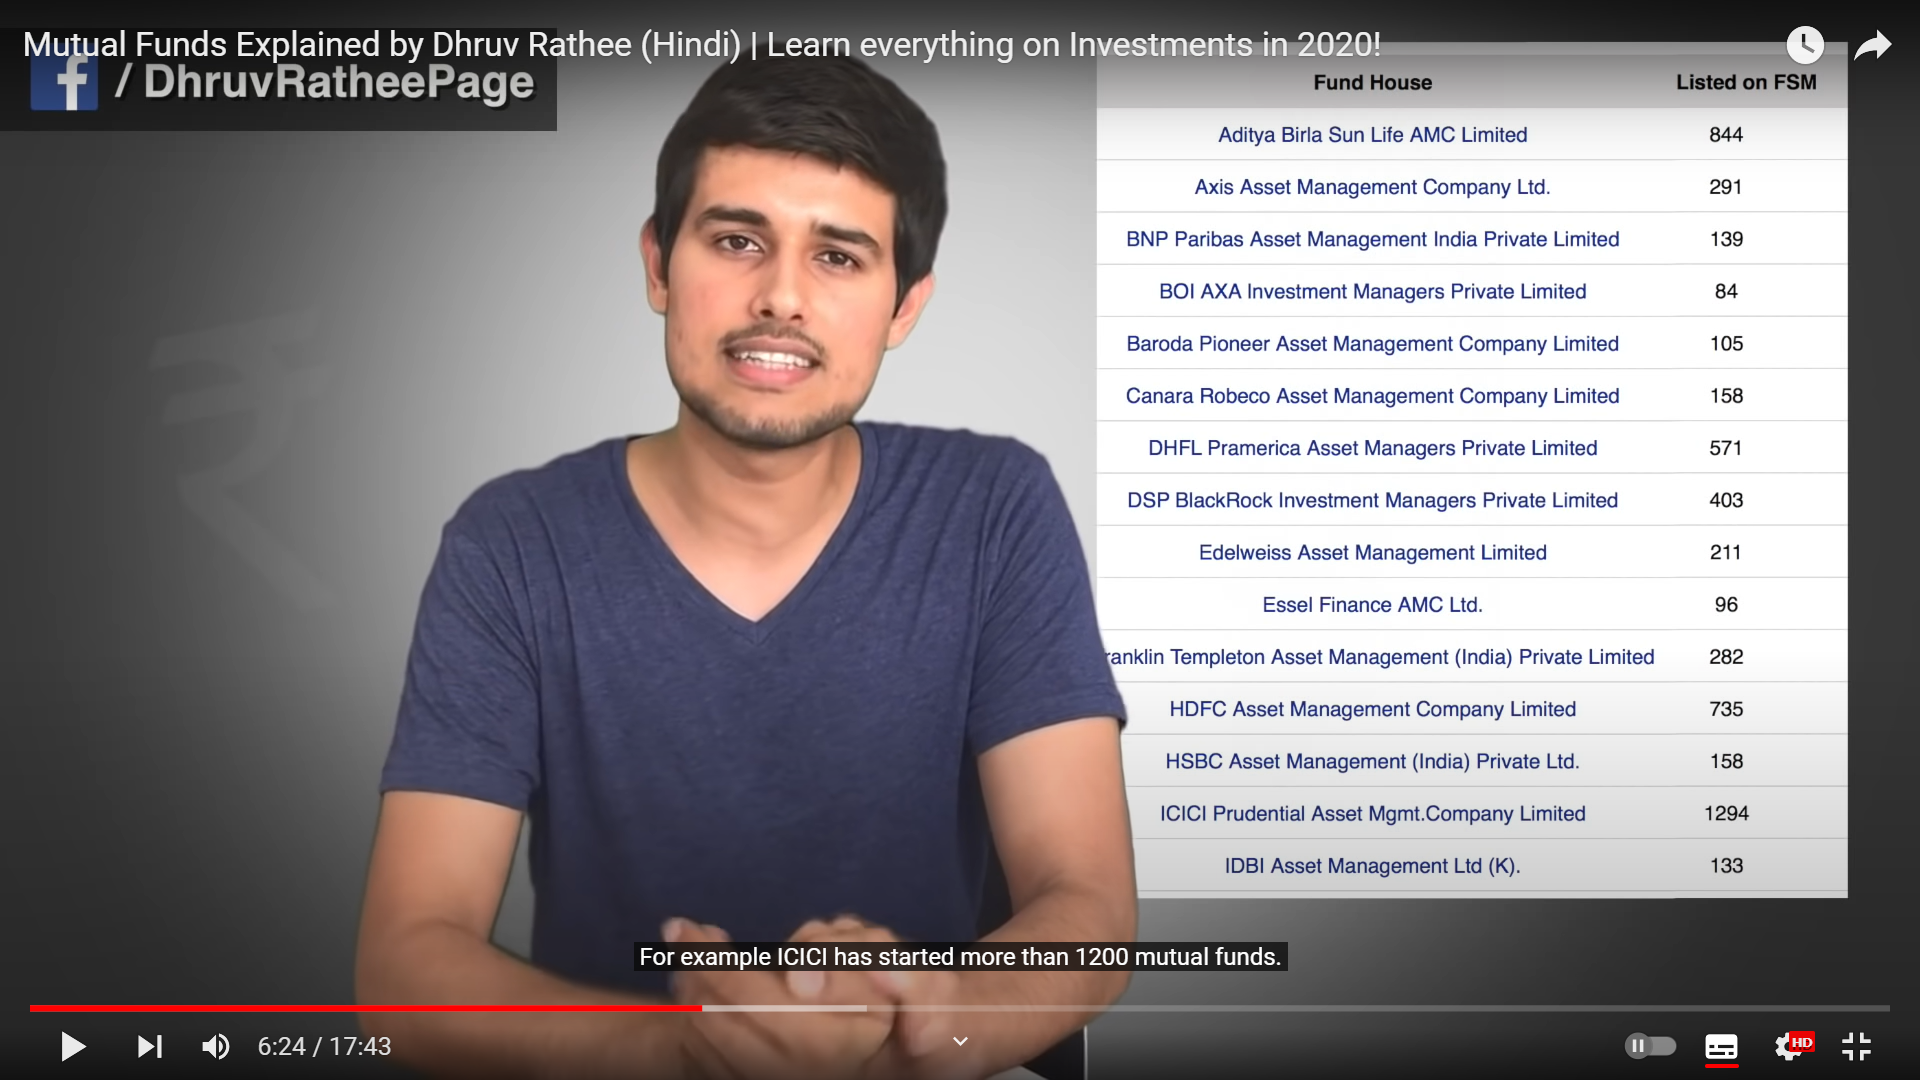 Mutual Funds Explained by Dhruv Rathee (Hindi) | Learn everything on Investments in 2020!
f / DhruvRatheePage
Fund House Listed on FSM
Aditya Birla Sun Life AMC Limited 844
Axis Asset Management Company Ltd. 291
BNP Paribas Asset Management India Private Limited 139
BOI AXA Investment Managers Private Limited 84
Baroda Pioneer Asset Management Company Limited 105
Canara Robeco Asset Management Company Limited 158
DHFL Pramerica Asset Managers Private Limited 571
DSP BlackRock Investment Managers Private Limited 403
Edelweiss Asset Management Limited 211
Essel Finance AMC Ltd. 96
ranklin Templeton Asset Management (India) Private Limited 282
HDFC Asset Management Company Limited 735
HSBC Asset Management (India) Private Ltd. 158
ICICI Prudential Asset Mgmt.Company Limited 1294
IDBI Asset Management Ltd (K). 133
₹
For example ICICI has started more than 1200 mutual funds.
6:24 / 17:43
HD